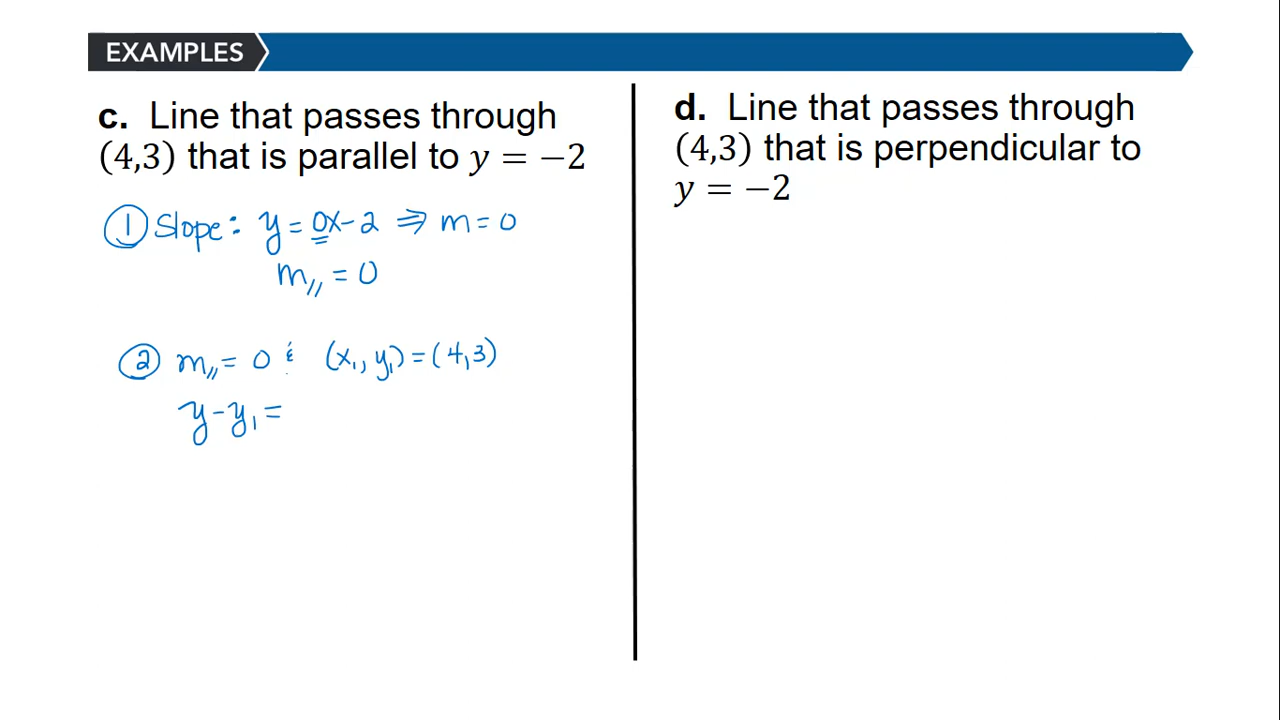 EXAMPLES
c. Line that passes through
(4,3) that is parallel to y = −2
① Slope: y = 0x − 2 ⇒ m = 0
m∥ = 0
② m∥ = 0 & (x₁, y₁) = (4,3)
y − y₁ =
d. Line that passes through
(4,3) that is perpendicular to
y = −2